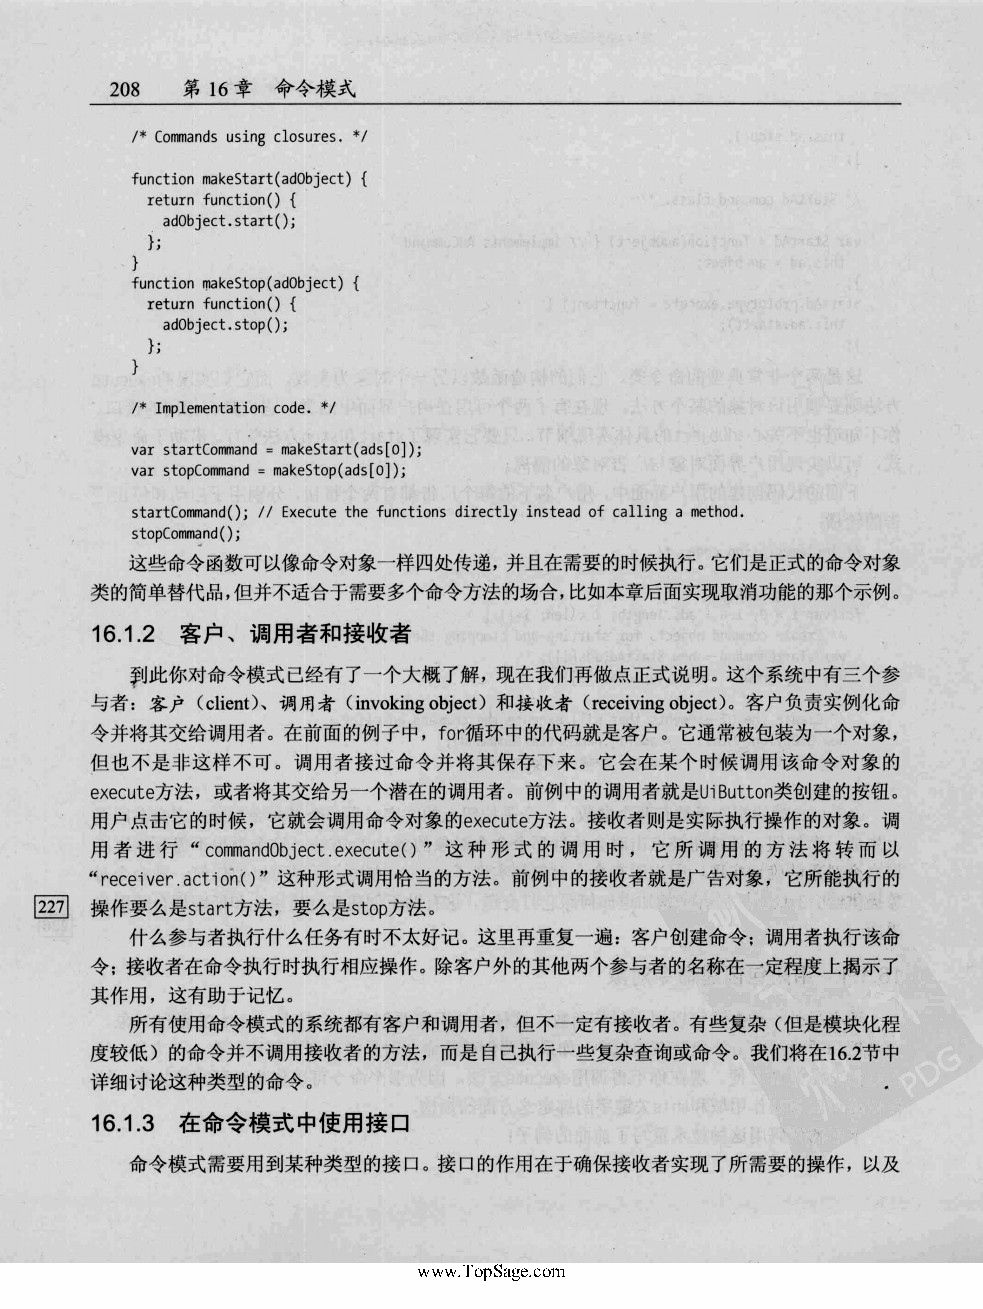 208 第 16 章 命令模式
/* Commands using closures. */
function makeStart(adObject) {
return function() {
adObject.start();
};
}
function makeStop(adObject) {
return function() {
adObject.stop();
};
}
/* Implementation code. */
var startCommand = makeStart(ads[0]);
var stopCommand = makeStop(ads[0]);
startCommand(); // Execute the functions directly instead of calling a method.
stopCommand();
这些命令函数可以像命令对象一样四处传递，并且在需要的时候执行。它们是正式的命令对象
类的简单替代品，但并不适合于需要多个命令方法的场合，比如本章后面实现取消功能的那个示例。
16.1.2 客户、调用者和接收者
到此你对命令模式已经有了一个大概了解，现在我们再做点正式说明。这个系统中有三个参
与者：客户（client）、调用者（invoking object）和接收者（receiving object）。客户负责实例化命
令并将其交给调用者。在前面的例子中，for循环中的代码就是客户。它通常被包装为一个对象，
但也不是非这样不可。调用者接过命令并将其保存下来。它会在某个时候调用该命令对象的
execute方法，或者将其交给另一个潜在的调用者。前例中的调用者就是UiButton类创建的按钮。
用户点击它的时候，它就会调用命令对象的execute方法。接收者则是实际执行操作的对象。调
用者进行“commandObject.execute()”这种形式的调用时，它所调用的方法将转而以
“receiver.action()”这种形式调用恰当的方法。前例中的接收者就是广告对象，它所能执行的
227 操作要么是start方法，要么是stop方法。
什么参与者执行什么任务有时不太好记。这里再重复一遍：客户创建命令；调用者执行该命
令；接收者在命令执行时执行相应操作。除客户外的其他两个参与者的名称在一定程度上揭示了
其作用，这有助于记忆。
所有使用命令模式的系统都有客户和调用者，但不一定有接收者。有些复杂（但是模块化程
度较低）的命令并不调用接收者的方法，而是自己执行一些复杂查询或命令。我们将在16.2节中
详细讨论这种类型的命令。
PDG
16.1.3 在命令模式中使用接口
命令模式需要用到某种类型的接口。接口的作用在于确保接收者实现了所需要的操作，以及
www.TopSage.com